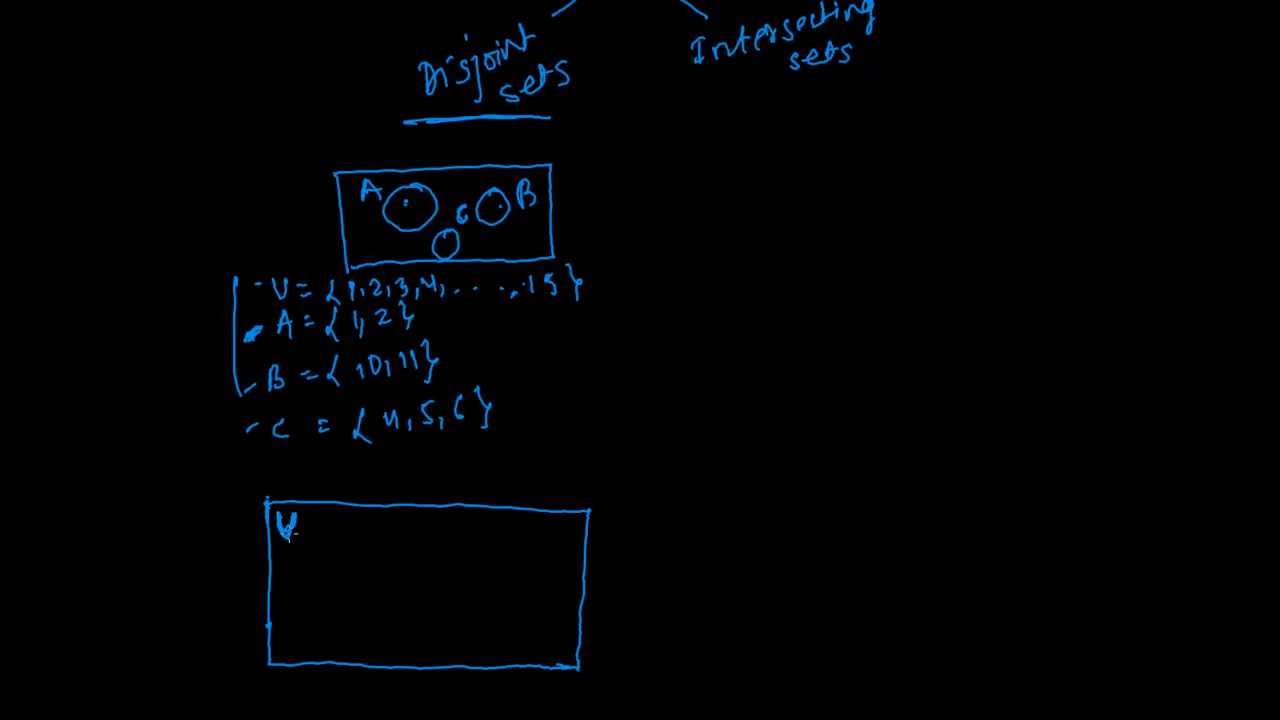 Disjoint
sets
Intersecting
sets
A
B
C
- U = {1, 2, 3, 4, . . . ., 15}
- A = {1, 2}
- B = {10, 11}
- C = {4, 5, 6}
U